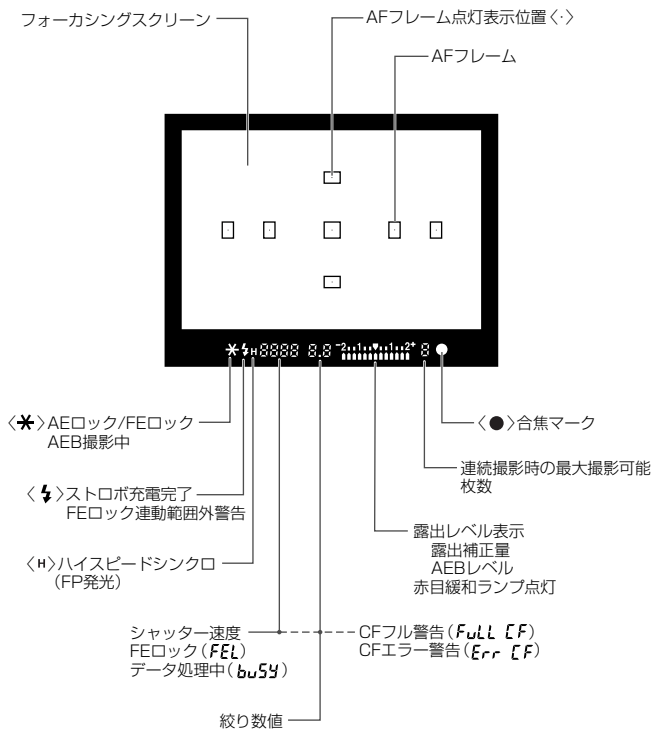 フォーカシングスクリーン
AFフレーム点灯表示位置〈·〉
AFフレーム
✱⚡H8888 8.8 -2..1..▼..1..2+ 8 ●
〈✱〉AEロック/FEロック
AEB撮影中
〈●〉合焦マーク
連続撮影時の最大撮影可能
枚数
〈⚡〉ストロボ充電完了
FEロック連動範囲外警告
露出レベル表示
露出補正量
AEBレベル
赤目緩和ランプ点灯
〈H〉ハイスピードシンクロ
(FP発光)
シャッター速度
FEロック(FEL)
データ処理中(buSY)
CFフル警告(FuLL CF)
CFエラー警告(Err CF)
絞り数値